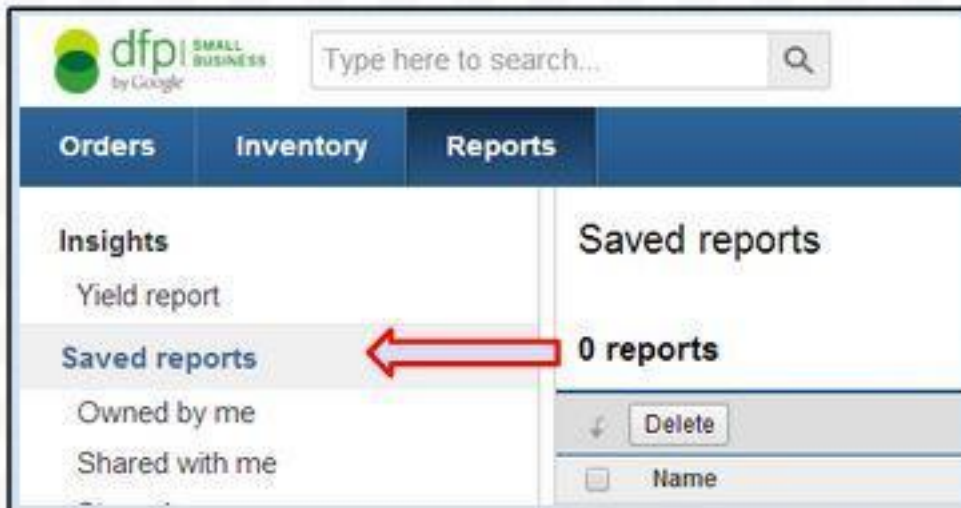 dfp SMALL BUSINESS
by Google
Type here to search...
Orders Inventory Reports
Insights
Yield report
Saved reports
Owned by me
Shared with me
Saved reports
0 reports
Delete
Name